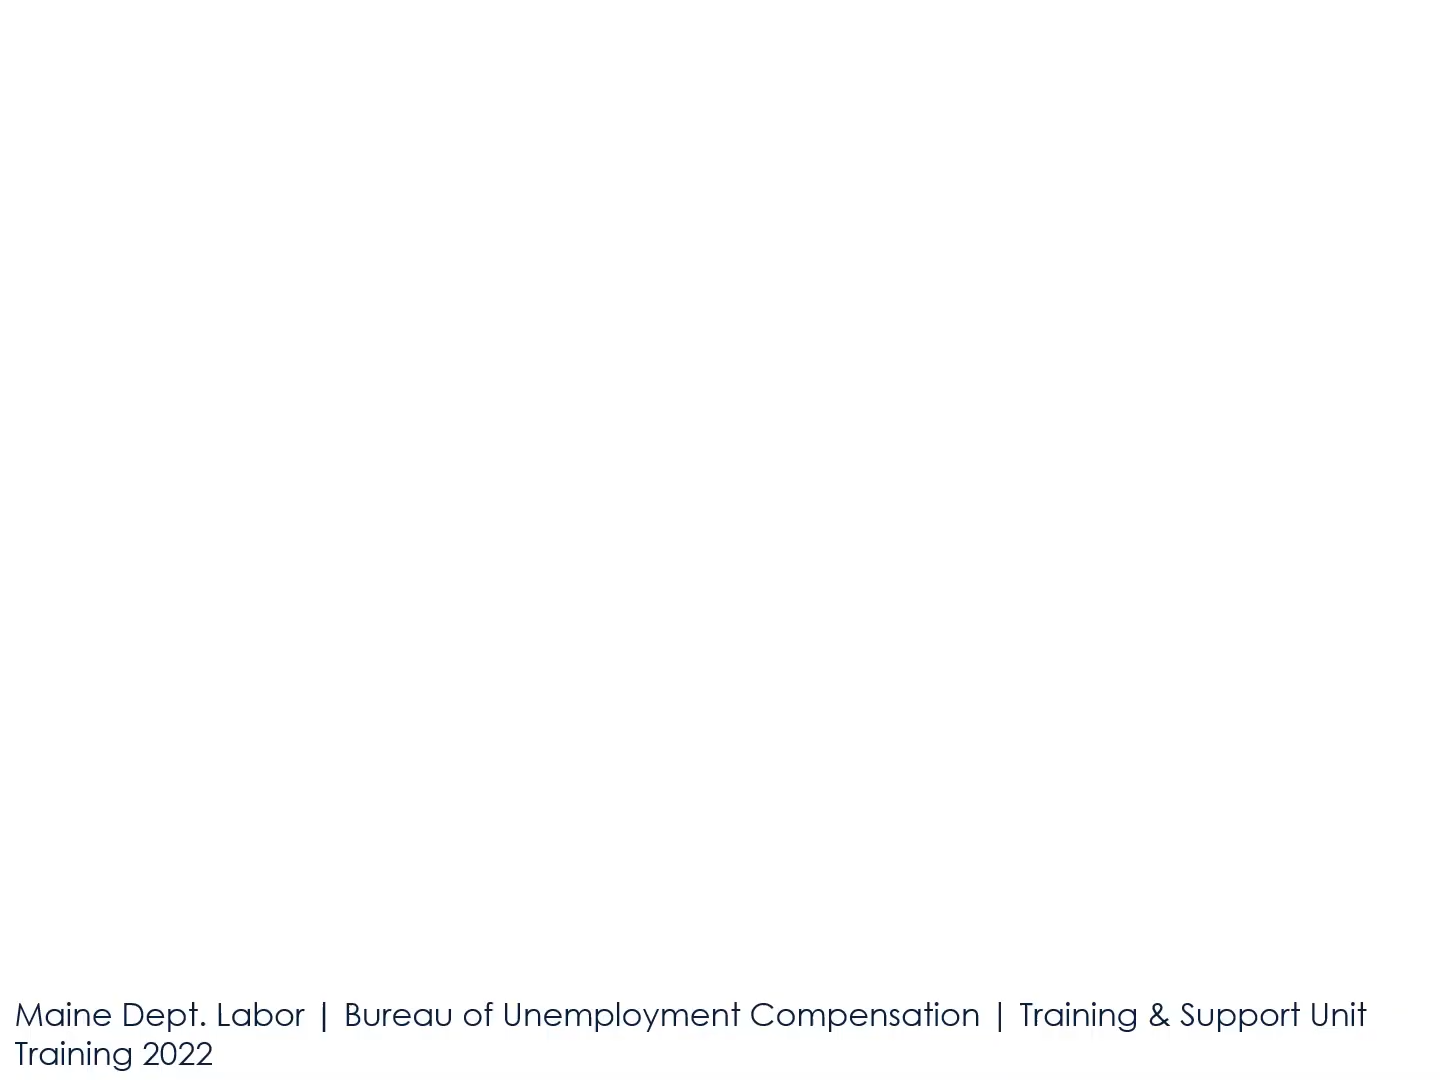 Maine Dept. Labor | Bureau of Unemployment Compensation | Training & Support Unit
Training 2022